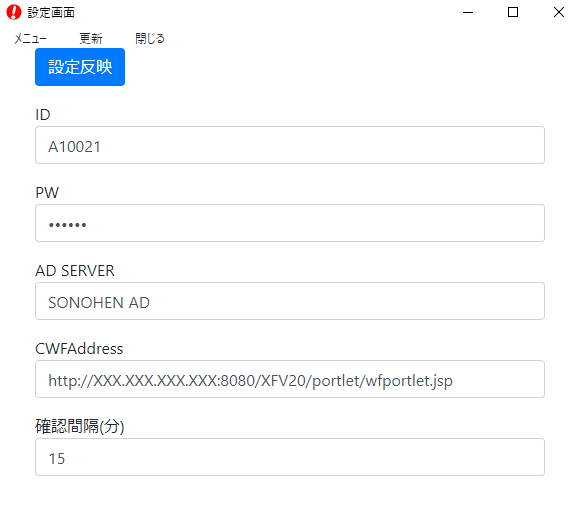 設定画面
メニュー 更新 閉じる
設定反映
ID
A10021
PW
••••••
AD SERVER
SONOHEN AD
CWFAddress
http://XXX.XXX.XXX.XXX:8080/XFV20/portlet/wfportlet.jsp
確認間隔(分)
15